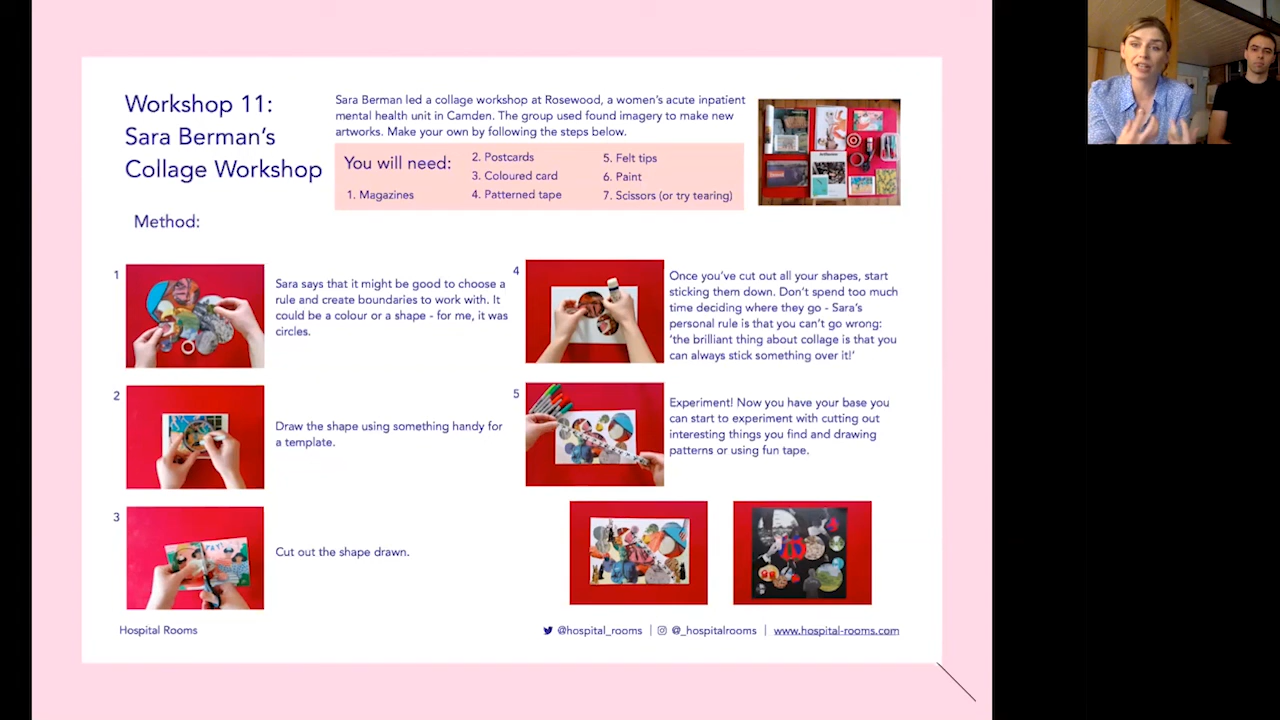 Workshop 11:
Sara Berman's
Collage Workshop
Sara Berman led a collage workshop at Rosewood, a women's acute inpatient
mental health unit in Camden. The group used found imagery to make new
artworks. Make your own by following the steps below.
You will need:
1. Magazines
2. Postcards
3. Coloured card
4. Patterned tape
5. Felt tips
6. Paint
7. Scissors (or try tearing)
Method:
1
Sara says that it might be good to choose a
rule and create boundaries to work with. It
could be a colour or a shape - for me, it was
circles.
2
Draw the shape using something handy for
a template.
3
Cut out the shape drawn.
4
Once you've cut out all your shapes, start
sticking them down. Don't spend too much
time deciding where they go - Sara's
personal rule is that you can't go wrong:
'the brilliant thing about collage is that you
can always stick something over it!'
5
Experiment! Now you have your base you
can start to experiment with cutting out
interesting things you find and drawing
patterns or using fun tape.
Hospital Rooms
@hospital_rooms | @_hospitalrooms | www.hospital-rooms.com